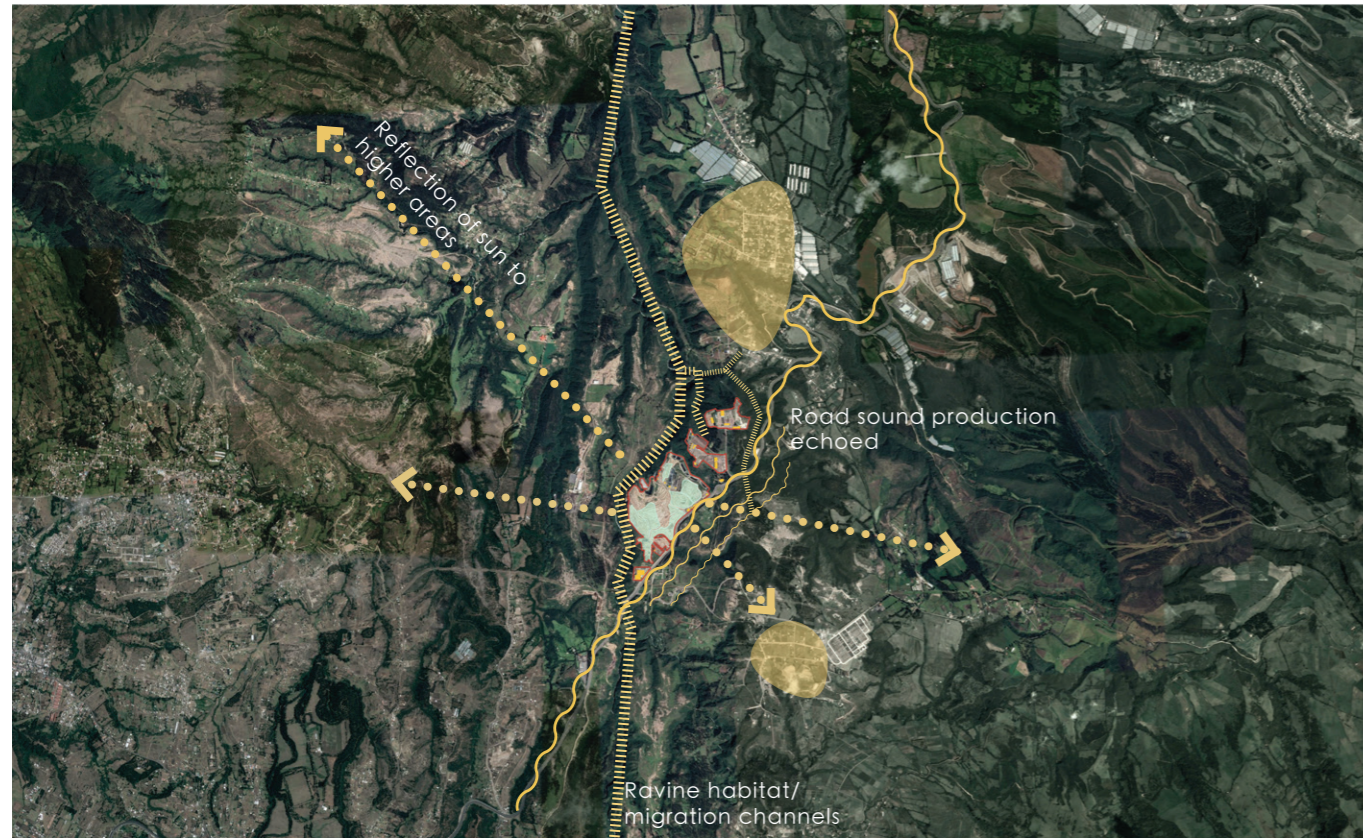 Reflection of sun to
higher areas
Road sound production
echoed
Ravine habitat/
migration channels